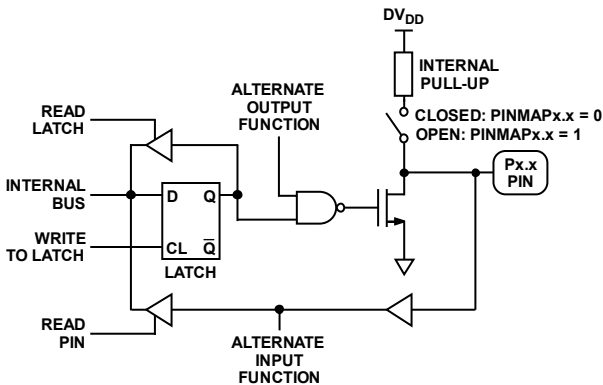 DVDD
INTERNAL
PULL-UP
CLOSED: PINMAPx.x = 0
OPEN: PINMAPx.x = 1
Px.x
PIN
ALTERNATE
OUTPUT
FUNCTION
READ
LATCH
INTERNAL
BUS
WRITE
TO LATCH
D
Q
CL
Q̅
LATCH
READ
PIN
ALTERNATE
INPUT
FUNCTION